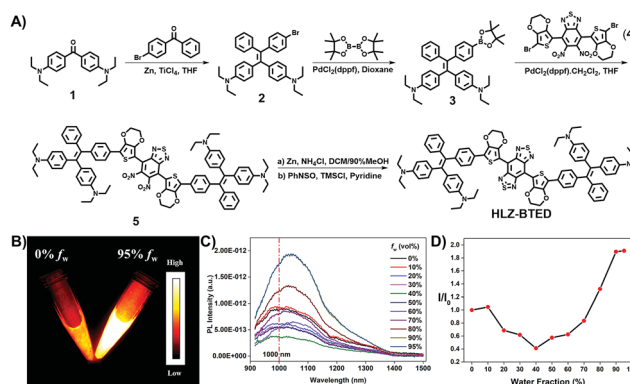 A)
Zn, TiCl4, THF
1
2
PdCl2(dppf), Dioxane
3
PdCl2(dppf).CH2Cl2, THF
a) Zn, NH4Cl, DCM/90%MeOH
b) PhNSO, TMSCl, Pyridine
5
HLZ-BTED
B)
0% fw
95% fw
High
Low
C)
PL Intensity (a.u.)
2.00E-012
1.50E-012
1.00E-012
5.00E-013
0.00E+000
1000 nm
900 1000 1100 1200 1300 1400 1500
Wavelength (nm)
fw (vol%)
0%
10%
20%
30%
40%
50%
60%
70%
80%
90%
95%
D)
I/I0
2.0
1.8
1.6
1.4
1.2
1.0
0.8
0.6
0.4
0.2
0 10 20 30 40 50 60 70 80 90
Water Fraction (%)